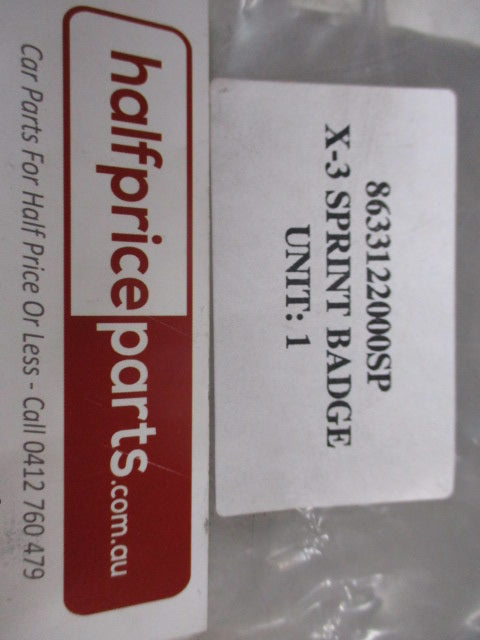 8633122000SP
X-3 SPRINT BADGE
UNIT: 1
halfpriceparts.com.au
Car Parts For Half Price Or Less - Call 0412 760 479